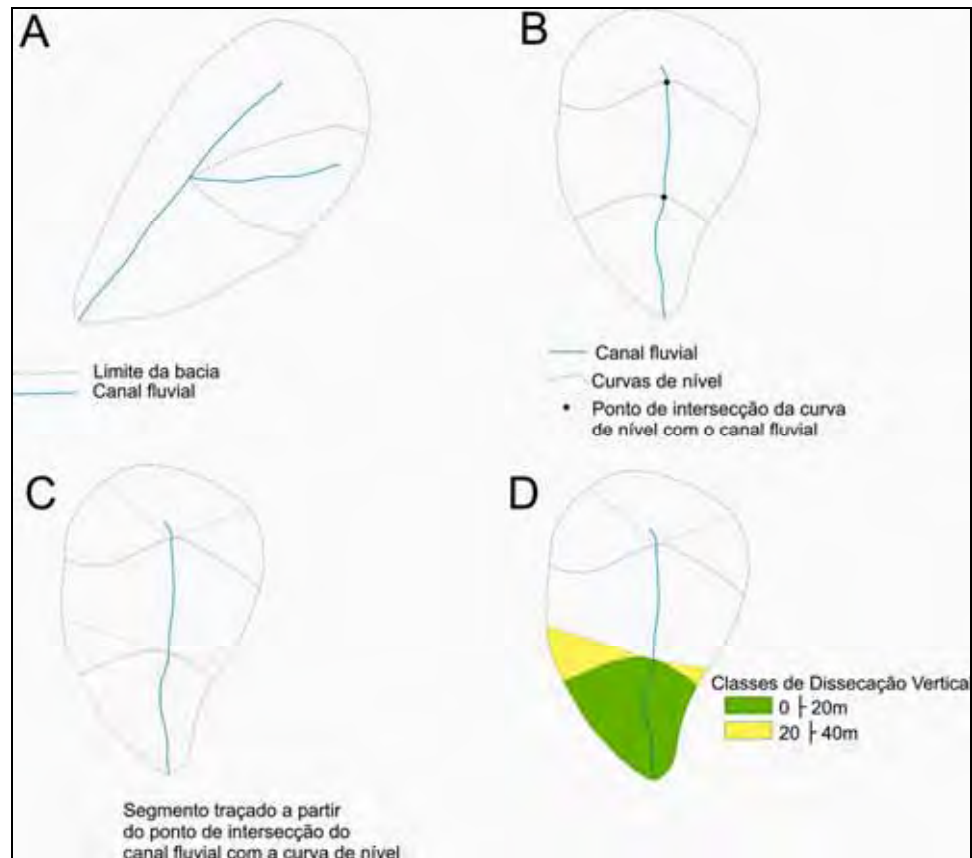 A
B
Limite da bacia
Canal fluvial
Canal fluvial
Curvas de nível
Ponto de intersecção da curva
de nível com o canal fluvial
C
D
Classes de Dissecação Vertica
0 ├ 20m
20 ├ 40m
Segmento traçado a partir
do ponto de intersecção do
canal fluvial com a curva de nível